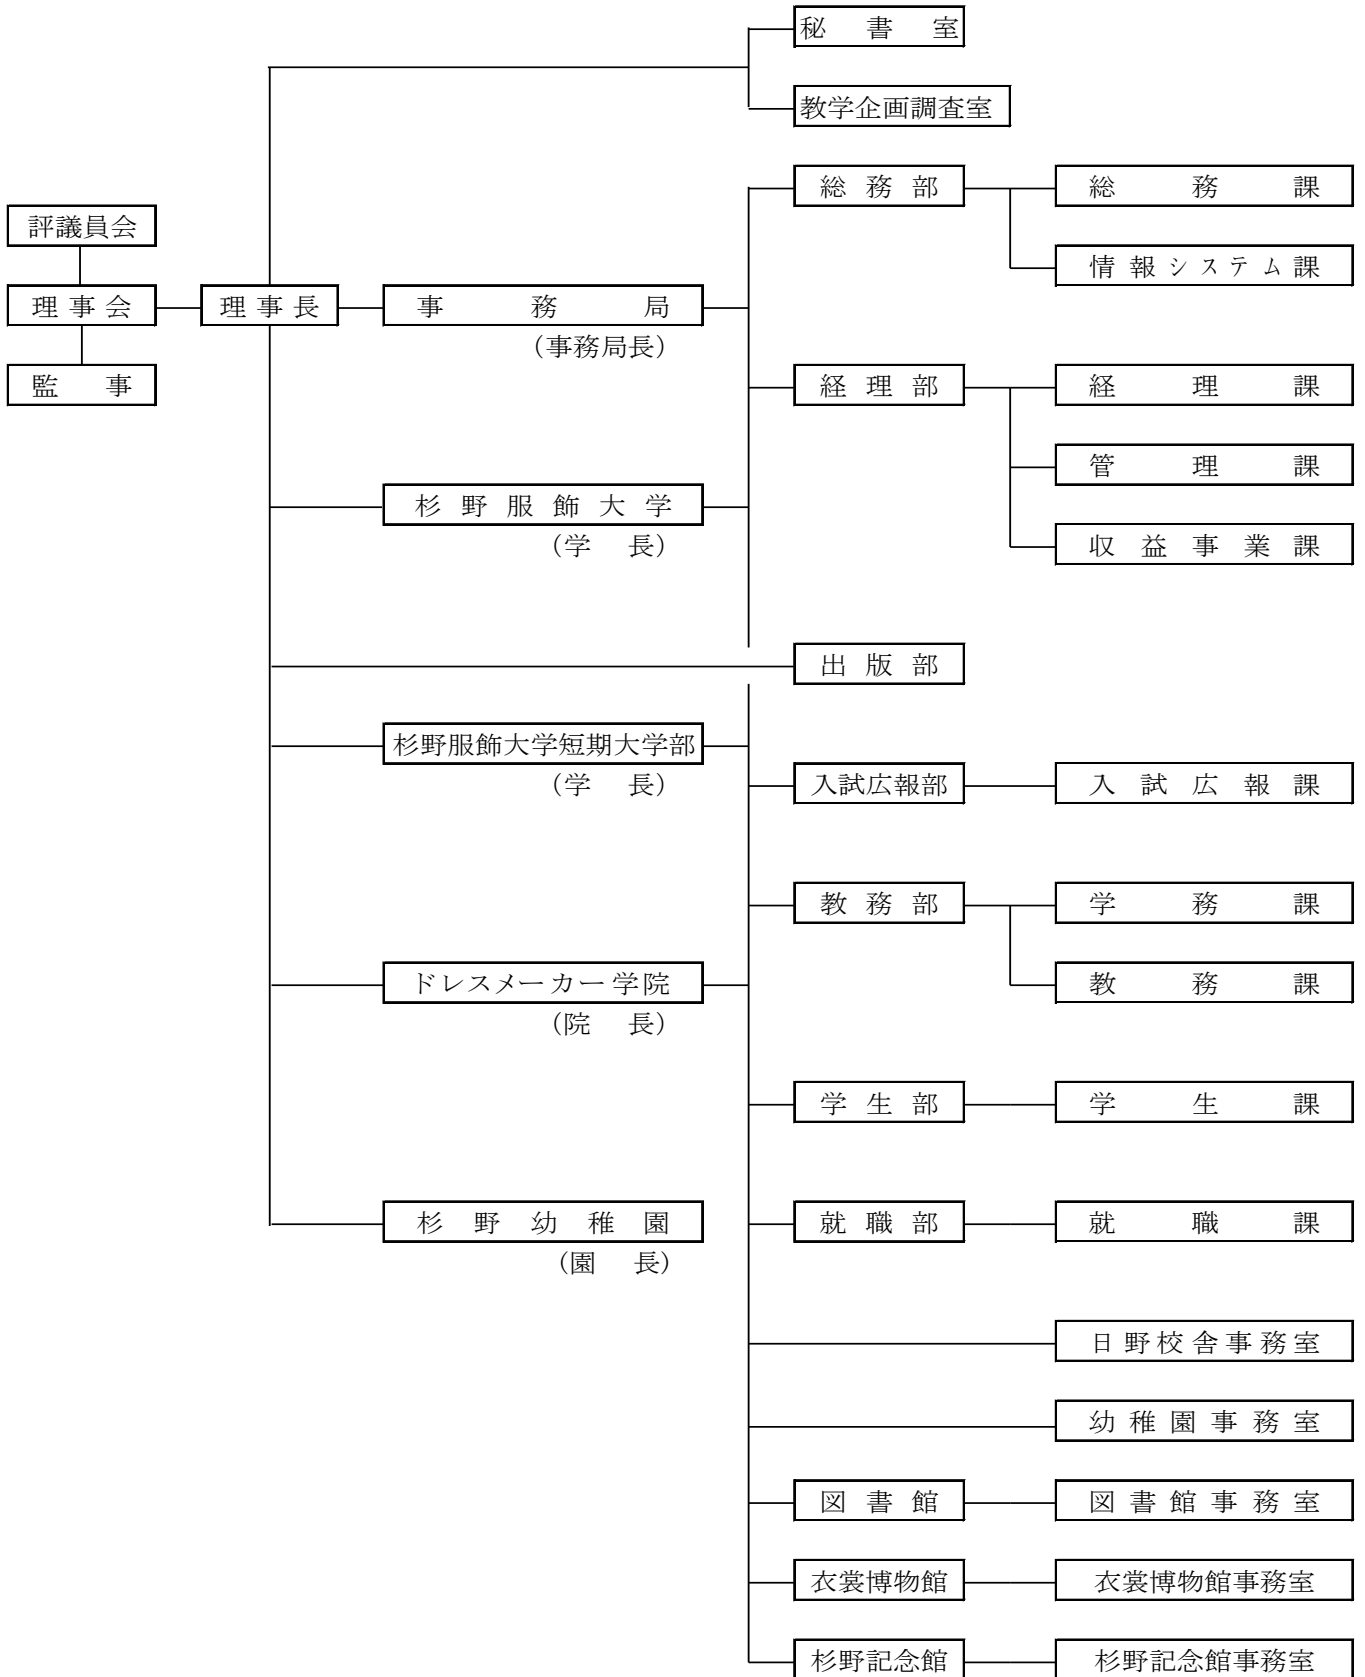 秘書室
教学企画調査室
総務部 総務課
評議員会
情報システム課
理事会 理事長 事務局
(事務局長)
監事 経理部 経理課
管理課
杉野服飾大学
(学長)
収益事業課
出版部
杉野服飾大学短期大学部
(学長)
入試広報部 入試広報課
教務部 学務課
ドレスメーカー学院 教務課
(院長)
学生部 学生課
杉野幼稚園 就職部 就職課
(園長)
日野校舎事務室
幼稚園事務室
図書館 図書館事務室
衣裳博物館 衣裳博物館事務室
杉野記念館 杉野記念館事務室